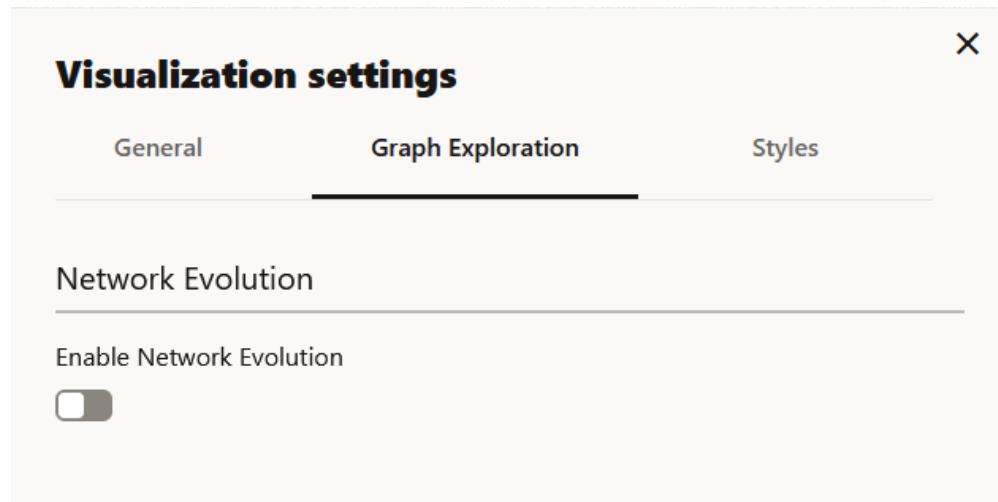 Visualization settings
General Graph Exploration Styles
Network Evolution
Enable Network Evolution